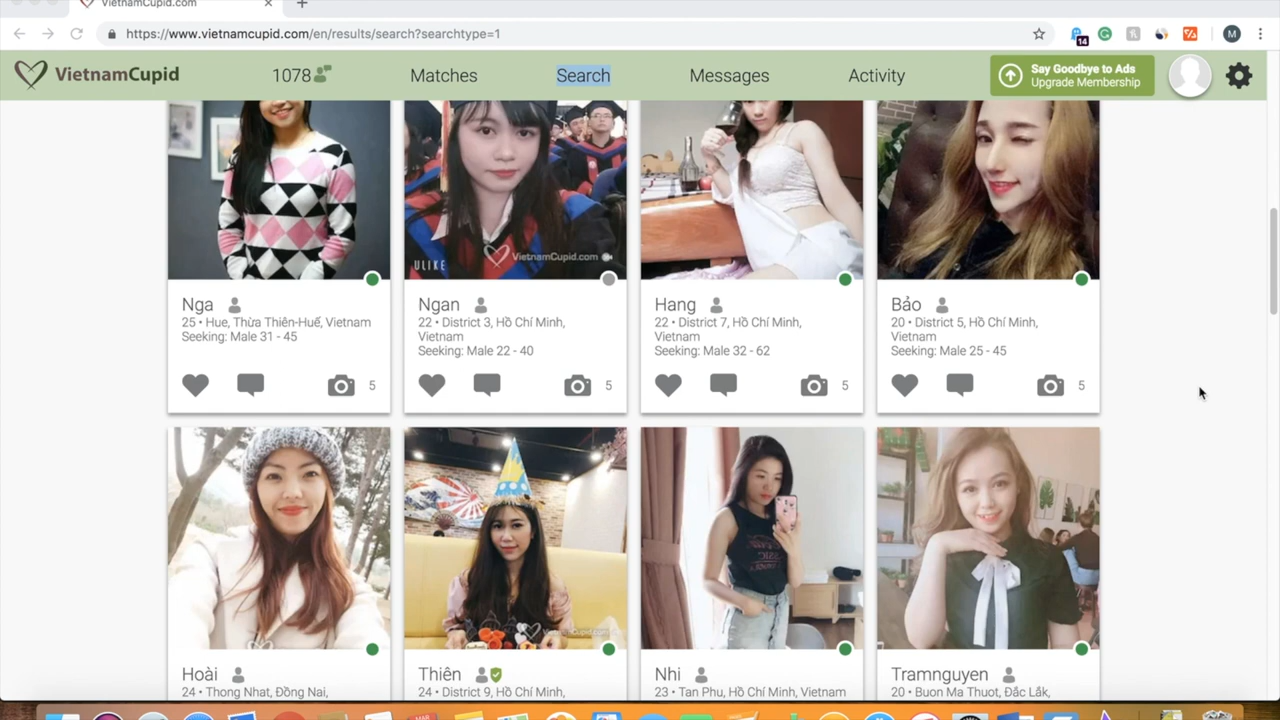 VietnamCupid.com
https://www.vietnamcupid.com/en/results/search?searchtype=1
14
M
VietnamCupid
1078
Matches
Search
Messages
Activity
Say Goodbye to Ads
Upgrade Membership
ULIKE
VietnamCupid.com
Nga
25 • Hue, Thừa Thiên-Huế, Vietnam
Seeking: Male 31 - 45
5
Ngan
22 • District 3, Hồ Chí Minh,
Vietnam
Seeking: Male 22 - 40
5
Hang
22 • District 7, Hồ Chí Minh,
Vietnam
Seeking: Male 32 - 62
5
Bảo
20 • District 5, Hồ Chí Minh,
Vietnam
Seeking: Male 25 - 45
5
Hoài
24 • Thong Nhat, Đồng Nai,
Thiên
24 • District 9, Hồ Chí Minh,
Nhi
23 • Tan Phu, Hồ Chí Minh, Vietnam
Tramnguyen
20 • Buon Ma Thuot, Đắc Lắk,